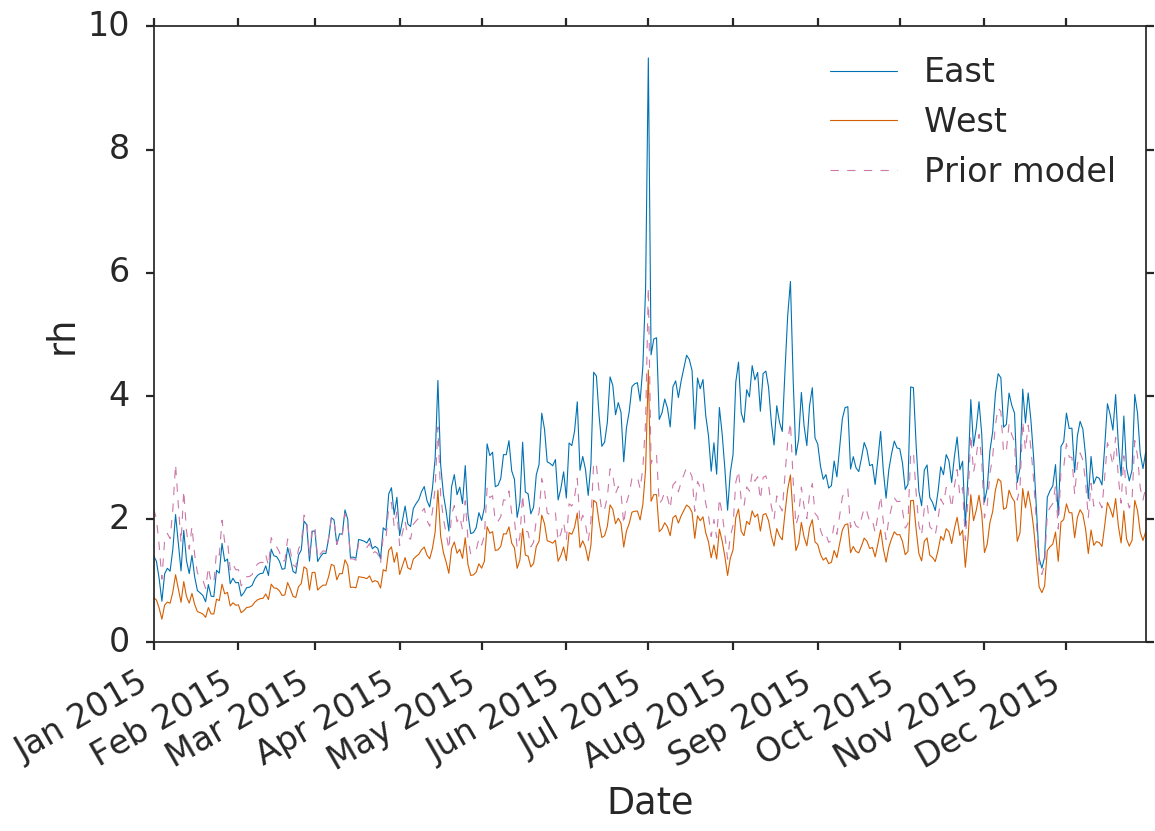 10
8
6
4
2
0
rh
East
West
Prior model
Jan 2015
Feb 2015
Mar 2015
Apr 2015
May 2015
Jun 2015
Jul 2015
Aug 2015
Sep 2015
Oct 2015
Nov 2015
Dec 2015
Date